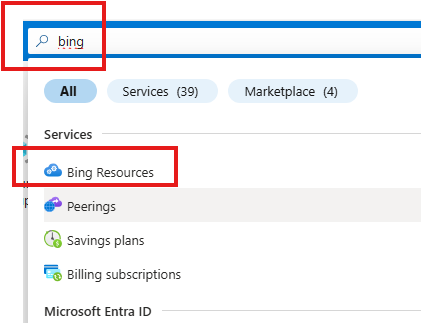 bing
All Services (39) Marketplace (4)
Services
Bing Resources
Peerings
Savings plans
Billing subscriptions
Microsoft Entra ID